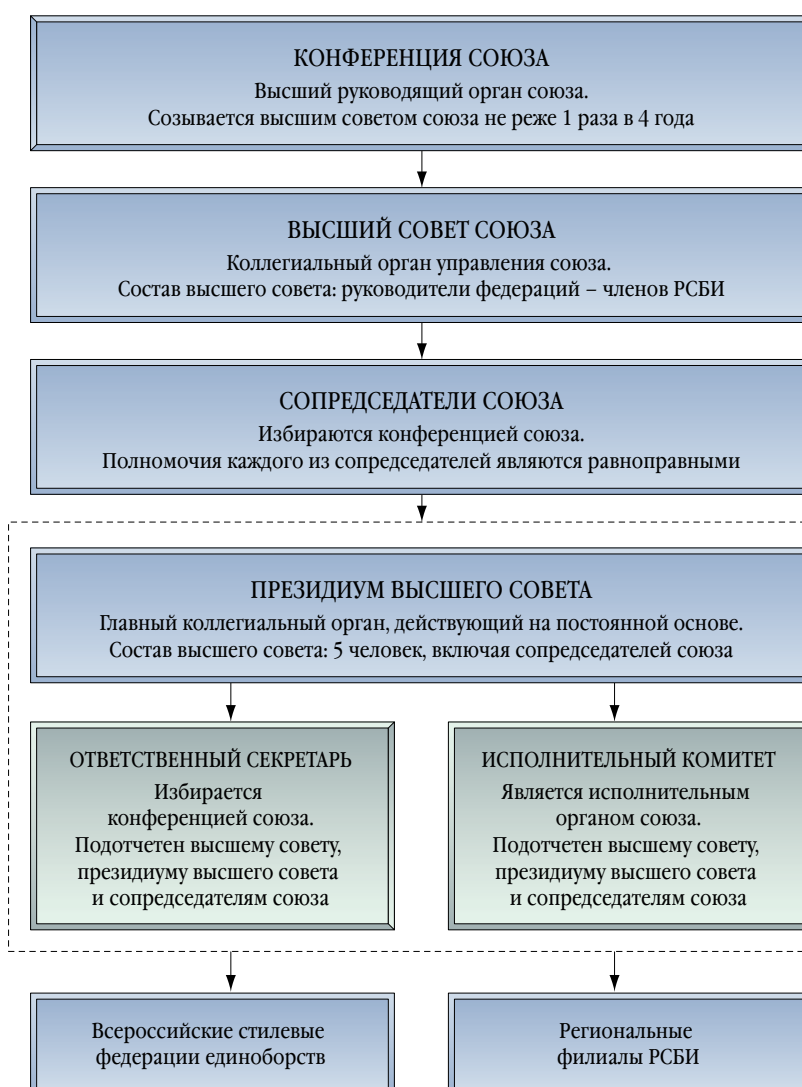 КОНФЕРЕНЦИЯ СОЮЗА
Высший руководящий орган союза.
Созывается высшим советом союза не реже 1 раза в 4 года
ВЫСШИЙ СОВЕТ СОЮЗА
Коллегиальный орган управления союза.
Состав высшего совета: руководители федераций – членов РСБИ
СОПРЕДСЕДАТЕЛИ СОЮЗА
Избираются конференцией союза.
Полномочия каждого из сопредседателей являются равноправными
ПРЕЗИДИУМ ВЫСШЕГО СОВЕТА
Главный коллегиальный орган, действующий на постоянной основе.
Состав высшего совета: 5 человек, включая сопредседателей союза
ОТВЕТСТВЕННЫЙ СЕКРЕТАРЬ
Избирается
конференцией союза.
Подотчетен высшему совету,
президиуму высшего совета
и сопредседателям союза
ИСПОЛНИТЕЛЬНЫЙ КОМИТЕТ
Является исполнительным
органом союза.
Подотчетен высшему совету,
президиуму высшего совета
и сопредседателям союза
Всероссийские стилевые
федерации единоборств
Региональные
филиалы РСБИ